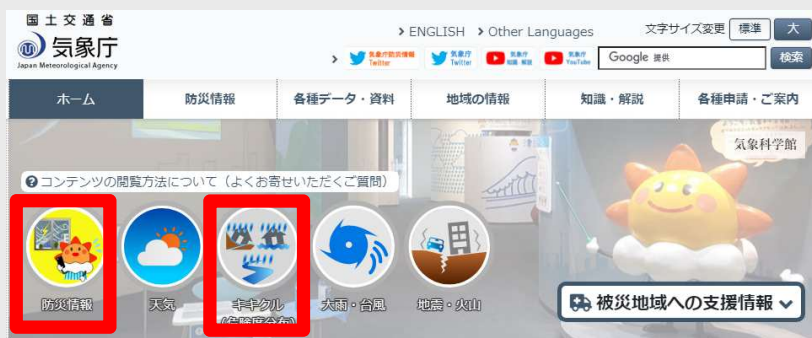 国土交通省
気象庁
Japan Meteorological Agency
ENGLISH
Other Languages
文字サイズ変更
標準
大
気象庁防災情報
Twitter
気象庁
Twitter
気象庁
知識・解説
気象庁
YouTube
Google 提供
検索
ホーム
防災情報
各種データ・資料
地域の情報
知識・解説
各種申請・ご案内
気象科学館
コンテンツの閲覧方法について（よくお寄せいただくご質問）
防災情報
天気
キキクル
(危険度分布)
大雨・台風
地震・火山
被災地域への支援情報